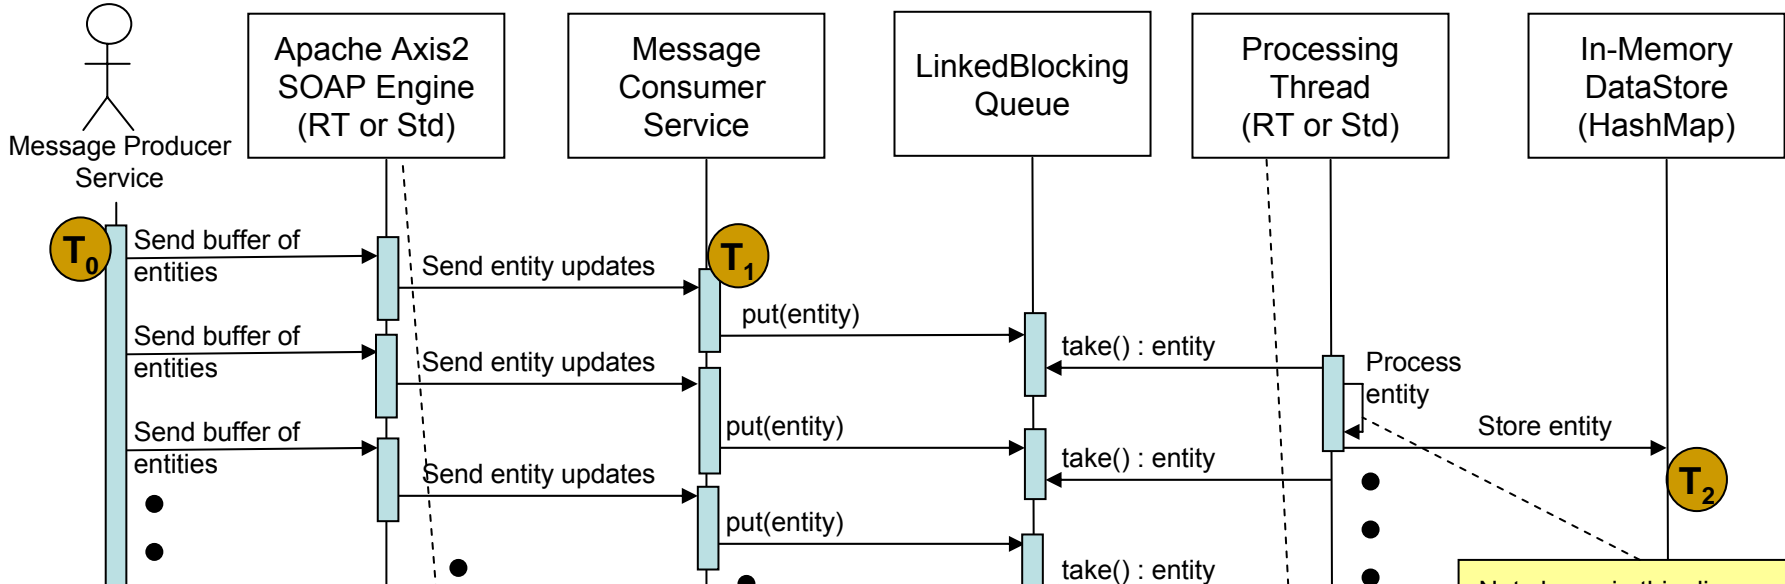 Apache Axis2
SOAP Engine
(RT or Std)
Message
Consumer
Service
LinkedBlocking
Queue
Processing
Thread
(RT or Std)
In-Memory
DataStore
(HashMap)
Message Producer
Service
T0
Send buffer of
entities
Send entity updates
T1
put(entity)
take() : entity
Process
entity
Send buffer of
entities
Send entity updates
put(entity)
take() : entity
Store entity
T2
Send buffer of
entities
Send entity updates
put(entity)
take() : entity